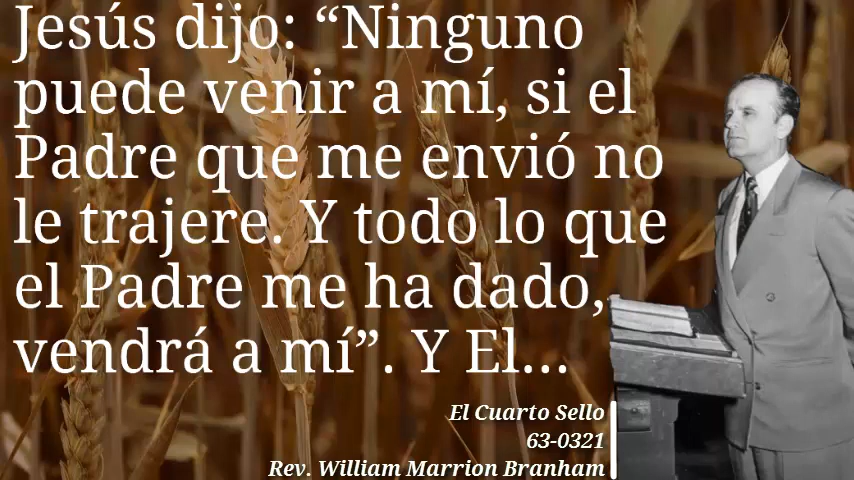 Jesús dijo: “Ninguno
puede venir a mí, si el
Padre que me envió no
le trajere. Y todo lo que
el Padre me ha dado,
vendrá a mí”. Y El...
El Cuarto Sello
63-0321
Rev. William Marrion Branham